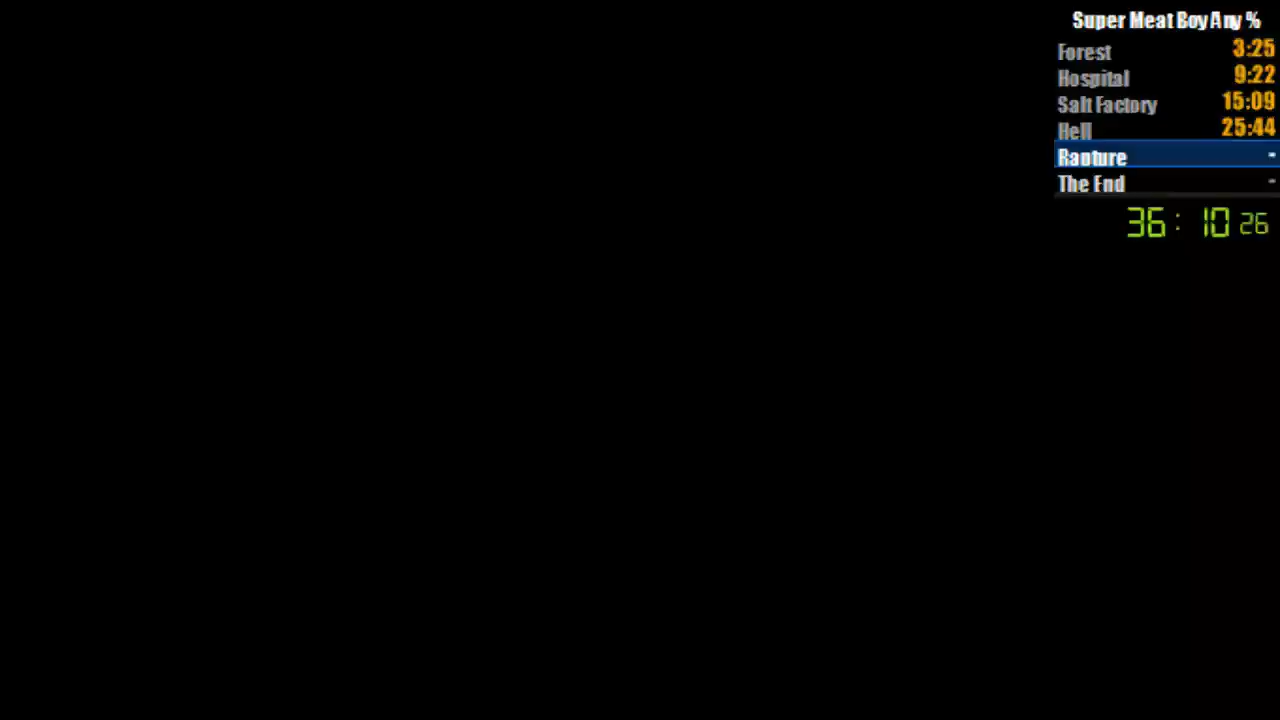 Super Meat Boy Any %
Forest 3:25
Hospital 9:22
Salt Factory 15:09
Hell 25:44
Rapture -
The End -
36:10 26